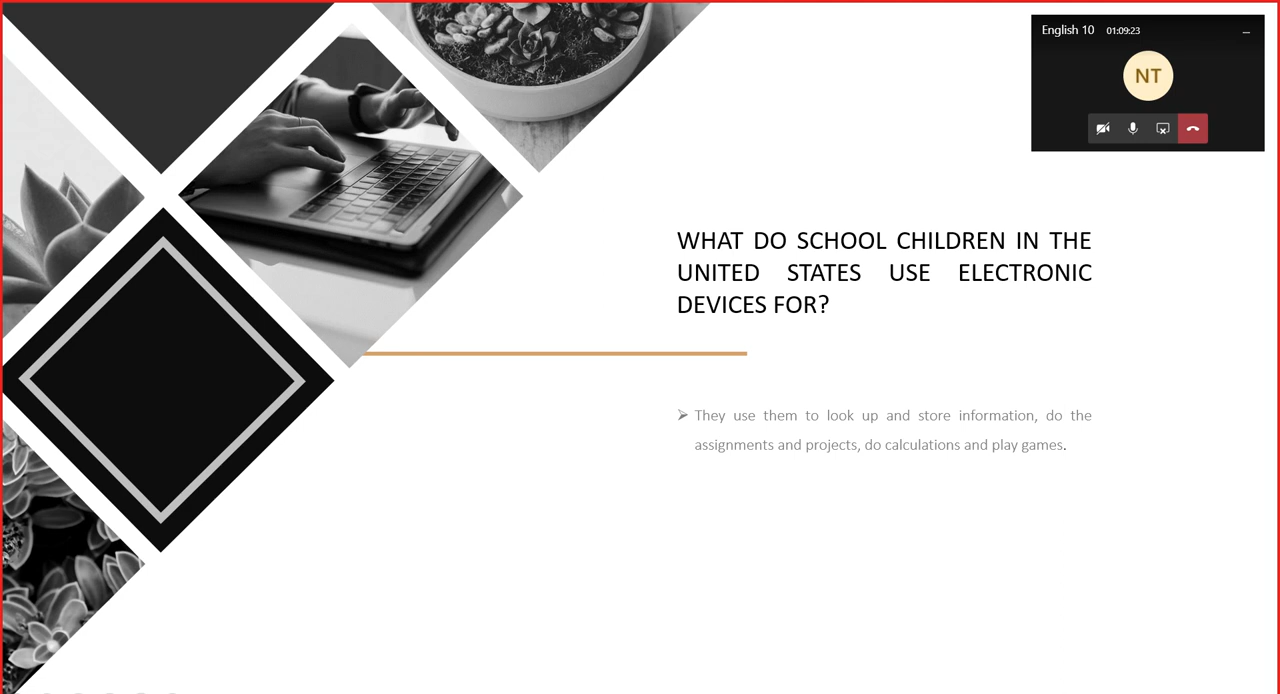 English 10 01:09:23
NT
WHAT DO SCHOOL CHILDREN IN THE
UNITED STATES USE ELECTRONIC
DEVICES FOR?
They use them to look up and store information, do the
assignments and projects, do calculations and play games.